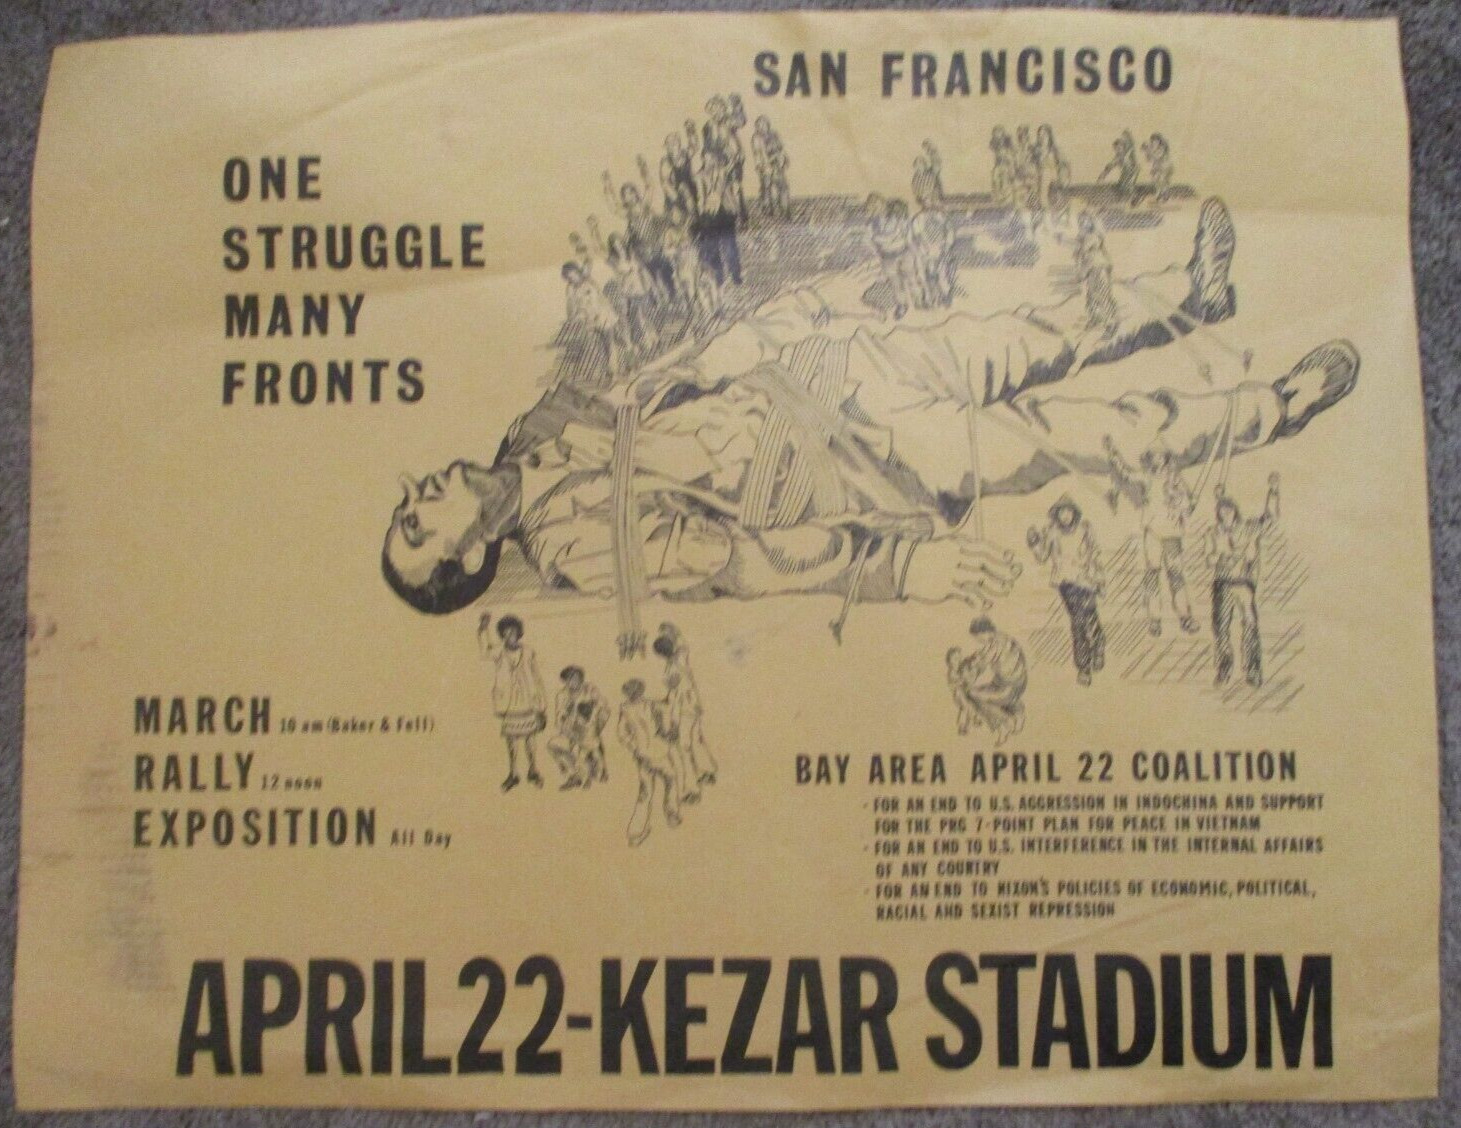 SAN FRANCISCO
ONE
STRUGGLE
MANY
FRONTS
MARCH 10 am (Baker & Fell)
RALLY 12 noon
EXPOSITION All Day
BAY AREA APRIL 22 COALITION
- FOR AN END TO U.S. AGGRESSION IN INDOCHINA AND SUPPORT
FOR THE PRG 7-POINT PLAN FOR PEACE IN VIETNAM
- FOR AN END TO U.S. INTERFERENCE IN THE INTERNAL AFFAIRS
OF ANY COUNTRY
- FOR AN END TO NIXON'S POLICIES OF ECONOMIC, POLITICAL,
RACIAL AND SEXIST REPRESSION
APRIL 22-KEZAR STADIUM